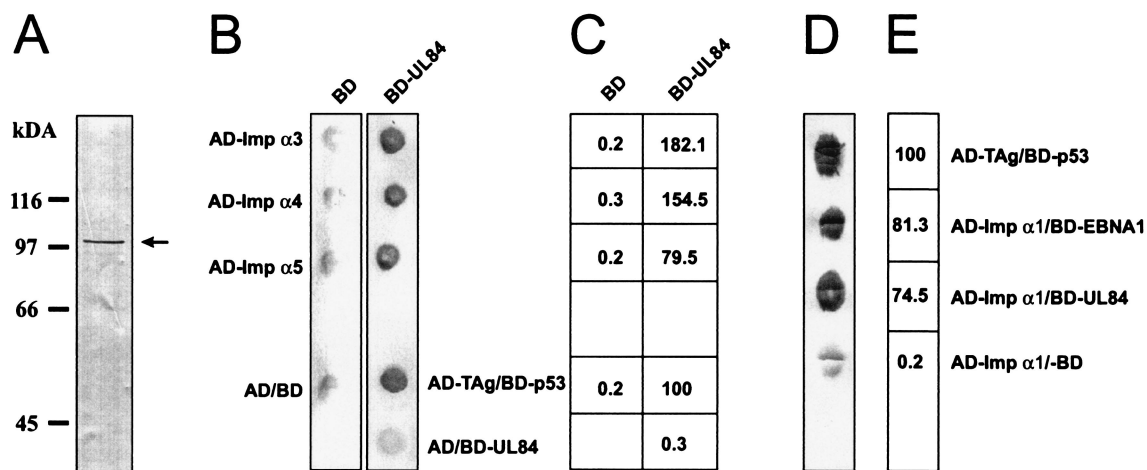 A
B
C
D
E
BD
BD-UL84
BD
BD-UL84
kDA
116
97
66
45
AD-Imp α3
AD-Imp α4
AD-Imp α5
AD/BD
AD-TAg/BD-p53
AD/BD-UL84
0.2 182.1
0.3 154.5
0.2 79.5
0.2 100
0.3
100 AD-TAg/BD-p53
81.3 AD-Imp α1/BD-EBNA1
74.5 AD-Imp α1/BD-UL84
0.2 AD-Imp α1/-BD